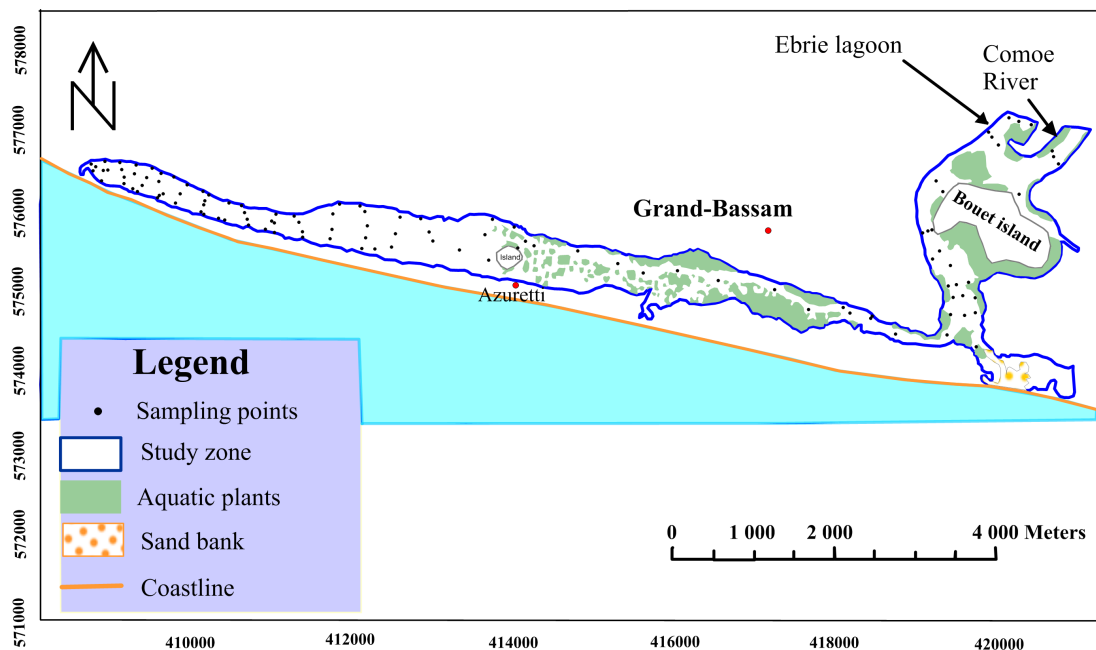 578000
577000
576000
575000
574000
573000
572000
571000
N
Ebrie lagoon
Comoe
River
Grand-Bassam
Bouet island
Island
Azuretti
Legend
Sampling points
Study zone
Aquatic plants
Sand bank
Coastline
0 1 000 2 000 4 000 Meters
410000 412000 414000 416000 418000 420000